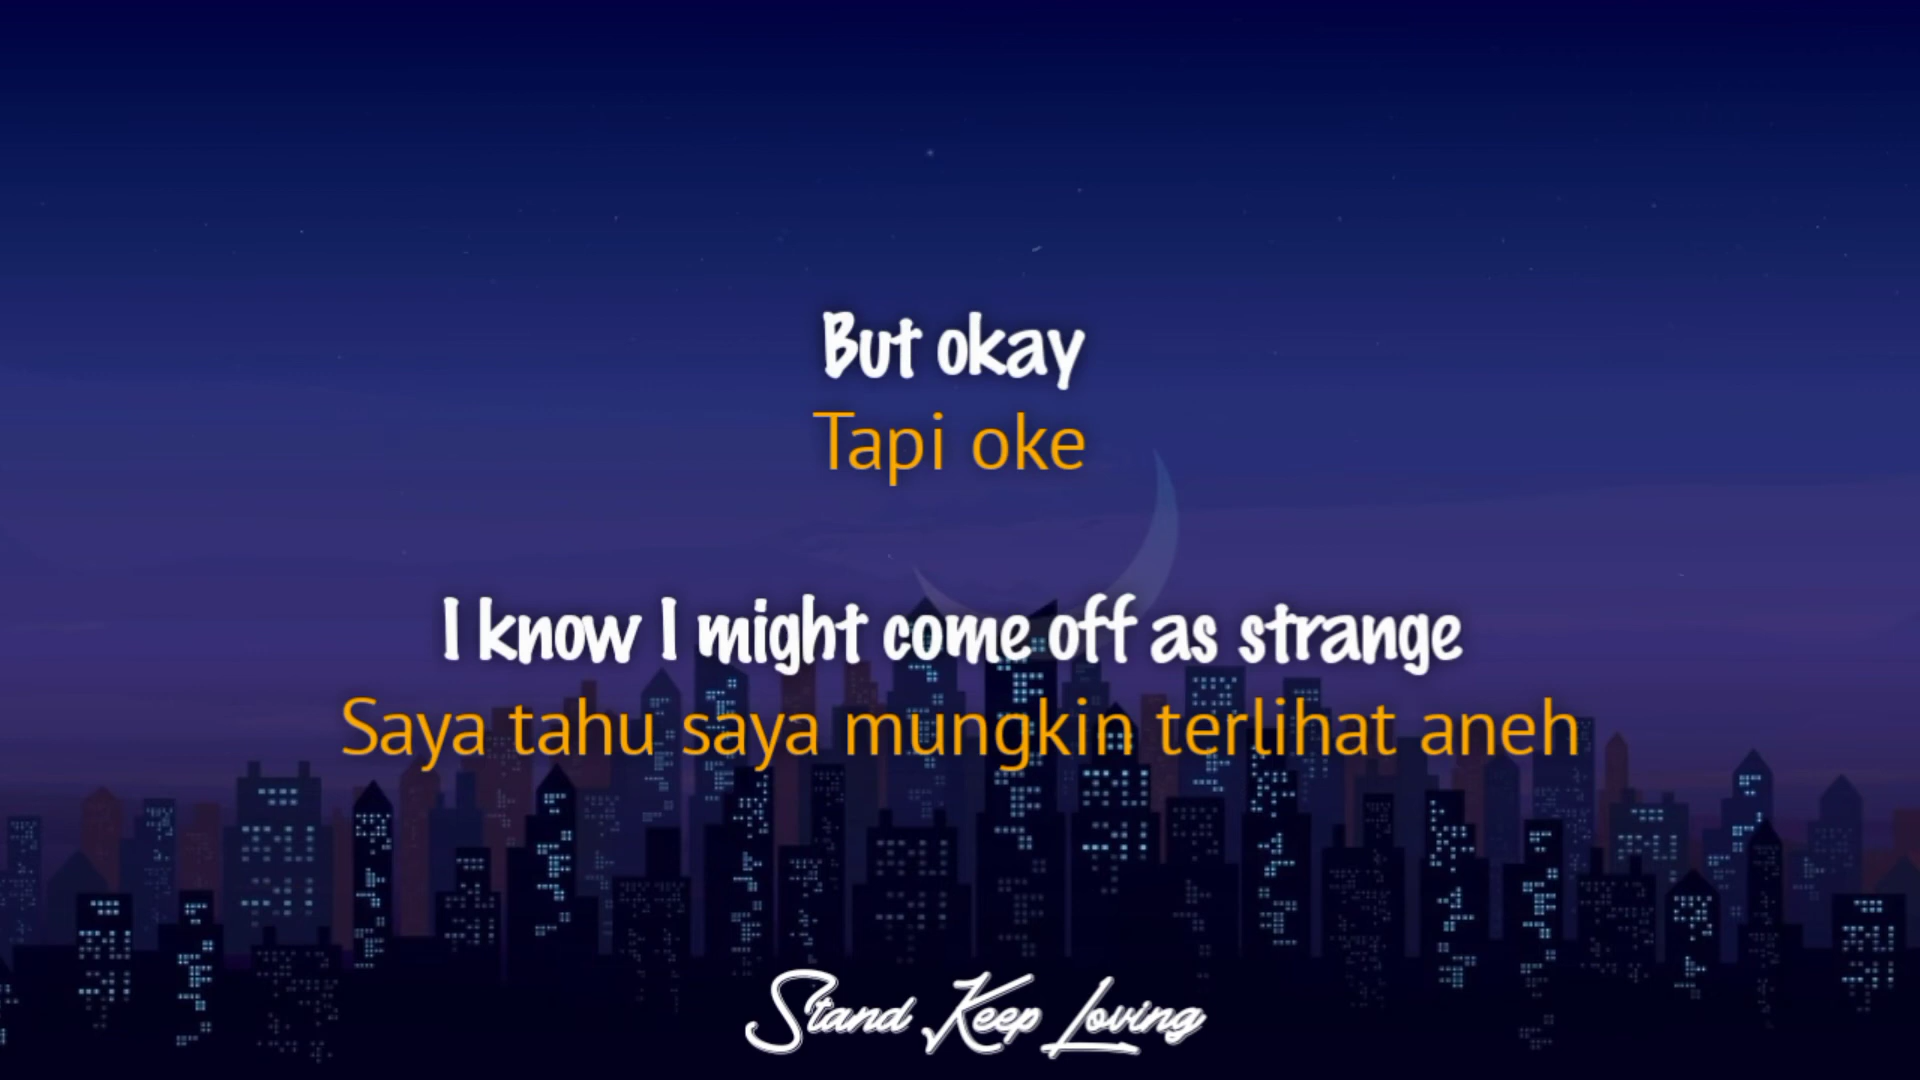 But okay
Tapi oke
I know I might come off as strange
Saya tahu saya mungkin terlihat aneh
Stand Keep Loving